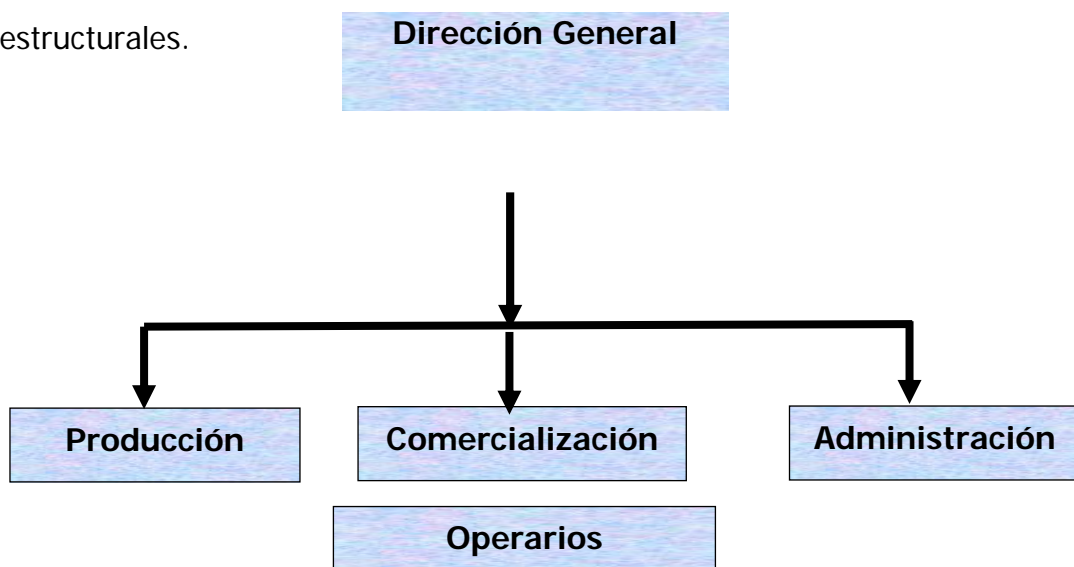 estructurales.
Dirección General
Producción
Comercialización
Administración
Operarios